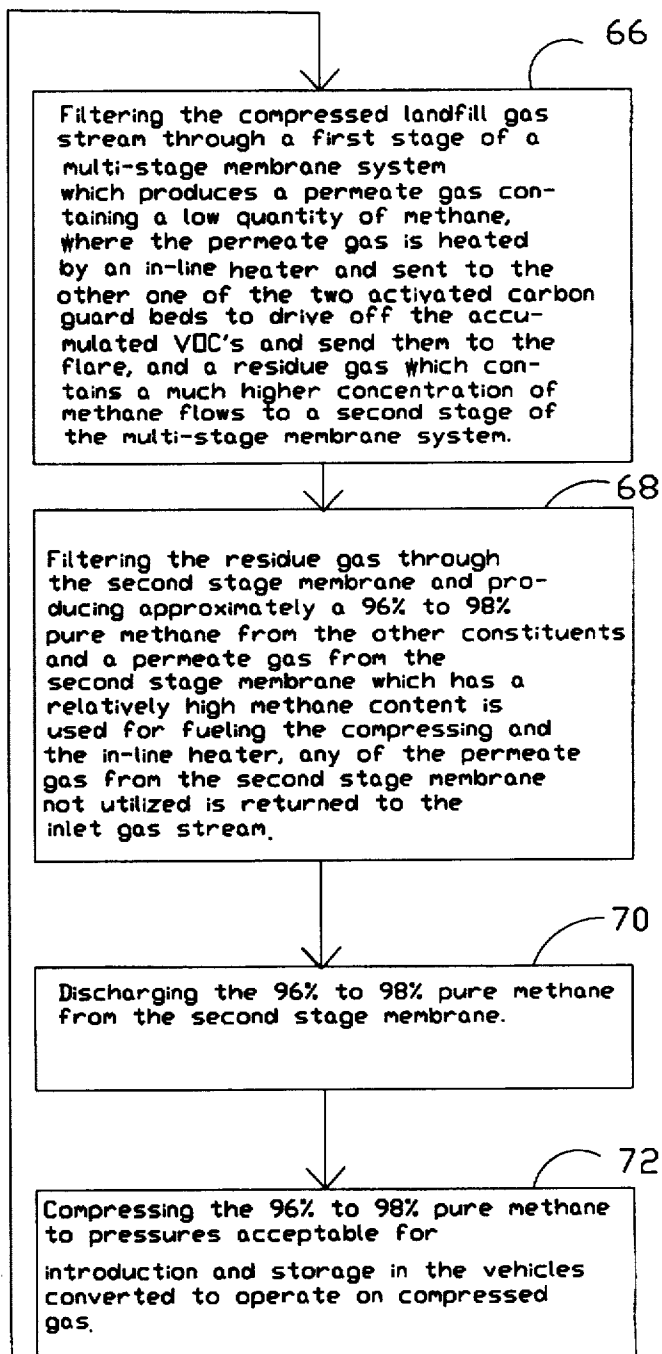 66
Filtering the compressed landfill gas
stream through a first stage of a
multi-stage membrane system
which produces a permeate gas con-
taining a low quantity of methane,
where the permeate gas is heated
by an in-line heater and sent to the
other one of the two activated carbon
guard beds to drive off the accu-
mulated VOC's and send them to the
flare, and a residue gas which con-
tains a much higher concentration of
methane flows to a second stage of
the multi-stage membrane system.
68
Filtering the residue gas through
the second stage membrane and pro-
ducing approximately a 96% to 98%
pure methane from the other constituents
and a permeate gas from the
second stage membrane which has a
relatively high methane content is
used for fueling the compressing and
the in-line heater, any of the permeate
gas from the second stage membrane
not utilized is returned to the
inlet gas stream.
70
Discharging the 96% to 98% pure methane
from the second stage membrane.
72
Compressing the 96% to 98% pure methane
to pressures acceptable for
introduction and storage in the vehicles
converted to operate on compressed
gas.